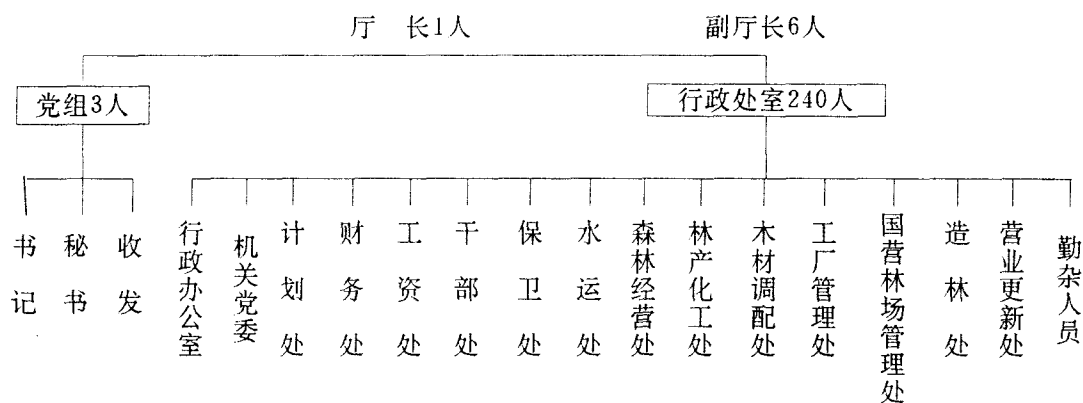 厅 长1人 副厅长6人
党组3人 行政处室240人
书记
秘书
收发
行政办公室
机关党委
计划处
财务处
工资处
干部处
保卫处
水运处
森林经营处
林产化工处
木材调配处
工厂管理处
国营林场管理处
造林处
营业更新处
勤杂人员